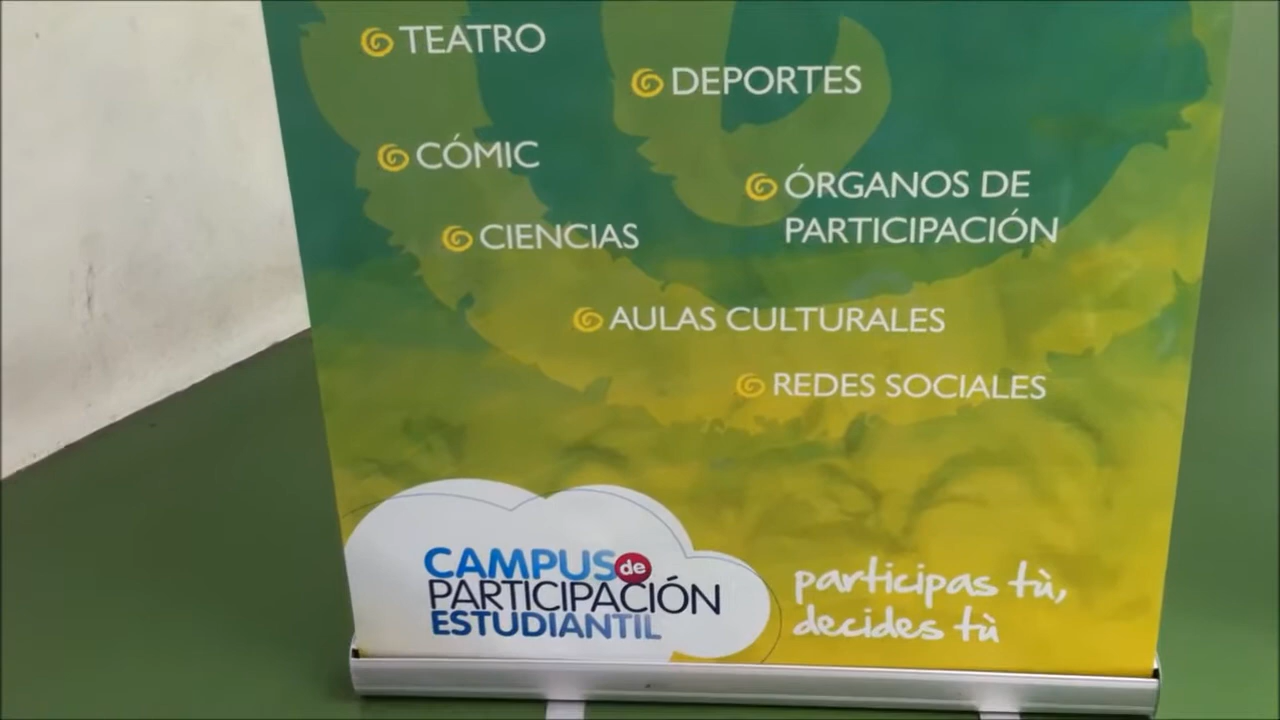 TEATRO
DEPORTES
CÓMIC
ÓRGANOS DE
PARTICIPACIÓN
CIENCIAS
AULAS CULTURALES
REDES SOCIALES
CAMPUS de
PARTICIPACIÓN
ESTUDIANTIL
participas tù,
decides tù